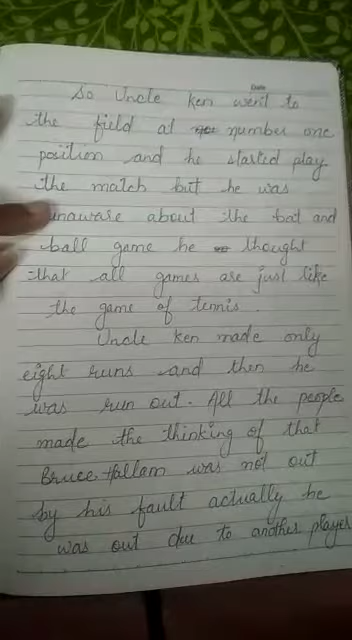 Date
So Uncle ken went to
the field at number one
position and he started play
the match but he was
unaware about the bat and
ball game he thought
that all games are just like
the game of tennis.
Uncle ken made only
eight runs and then he
was run out. All the people
made the thinking of that
Bruce Hallam was not out
by his fault actually he
was out due to another player